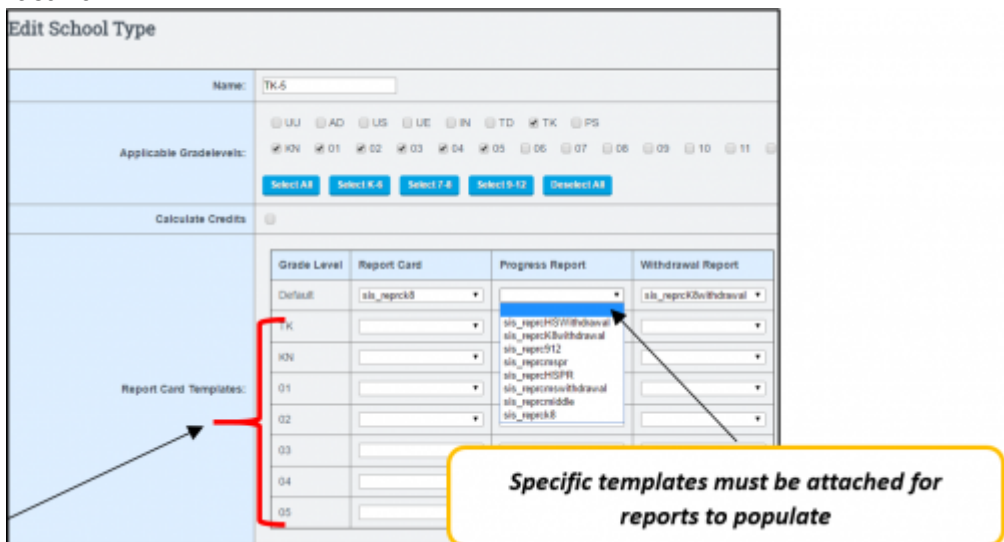 Edit School Type
Name: TK-5
UU AD US UE IN TD TK PS
Applicable Gradelevels: KN 01 02 03 04 05 06 07 08 09 10 11
Select All Select K-6 Select 7-8 Select 9-12 Deselect All
Calculate Credits
Grade Level Report Card Progress Report Withdrawal Report
Default sis_reprck8 sis_reprcK8withdrawal
TK
sis_reprcHSWithdrawal
sis_reprcK8withdrawal
KN
sis_reprc912
sis_reprcmspr
sis_reprcHSPR
Report Card Templates: 01
sis_reprcmswithdrawal
sis_reprcmiddle
02
sis_reprck8
03
04
05
Specific templates must be attached for
reports to populate